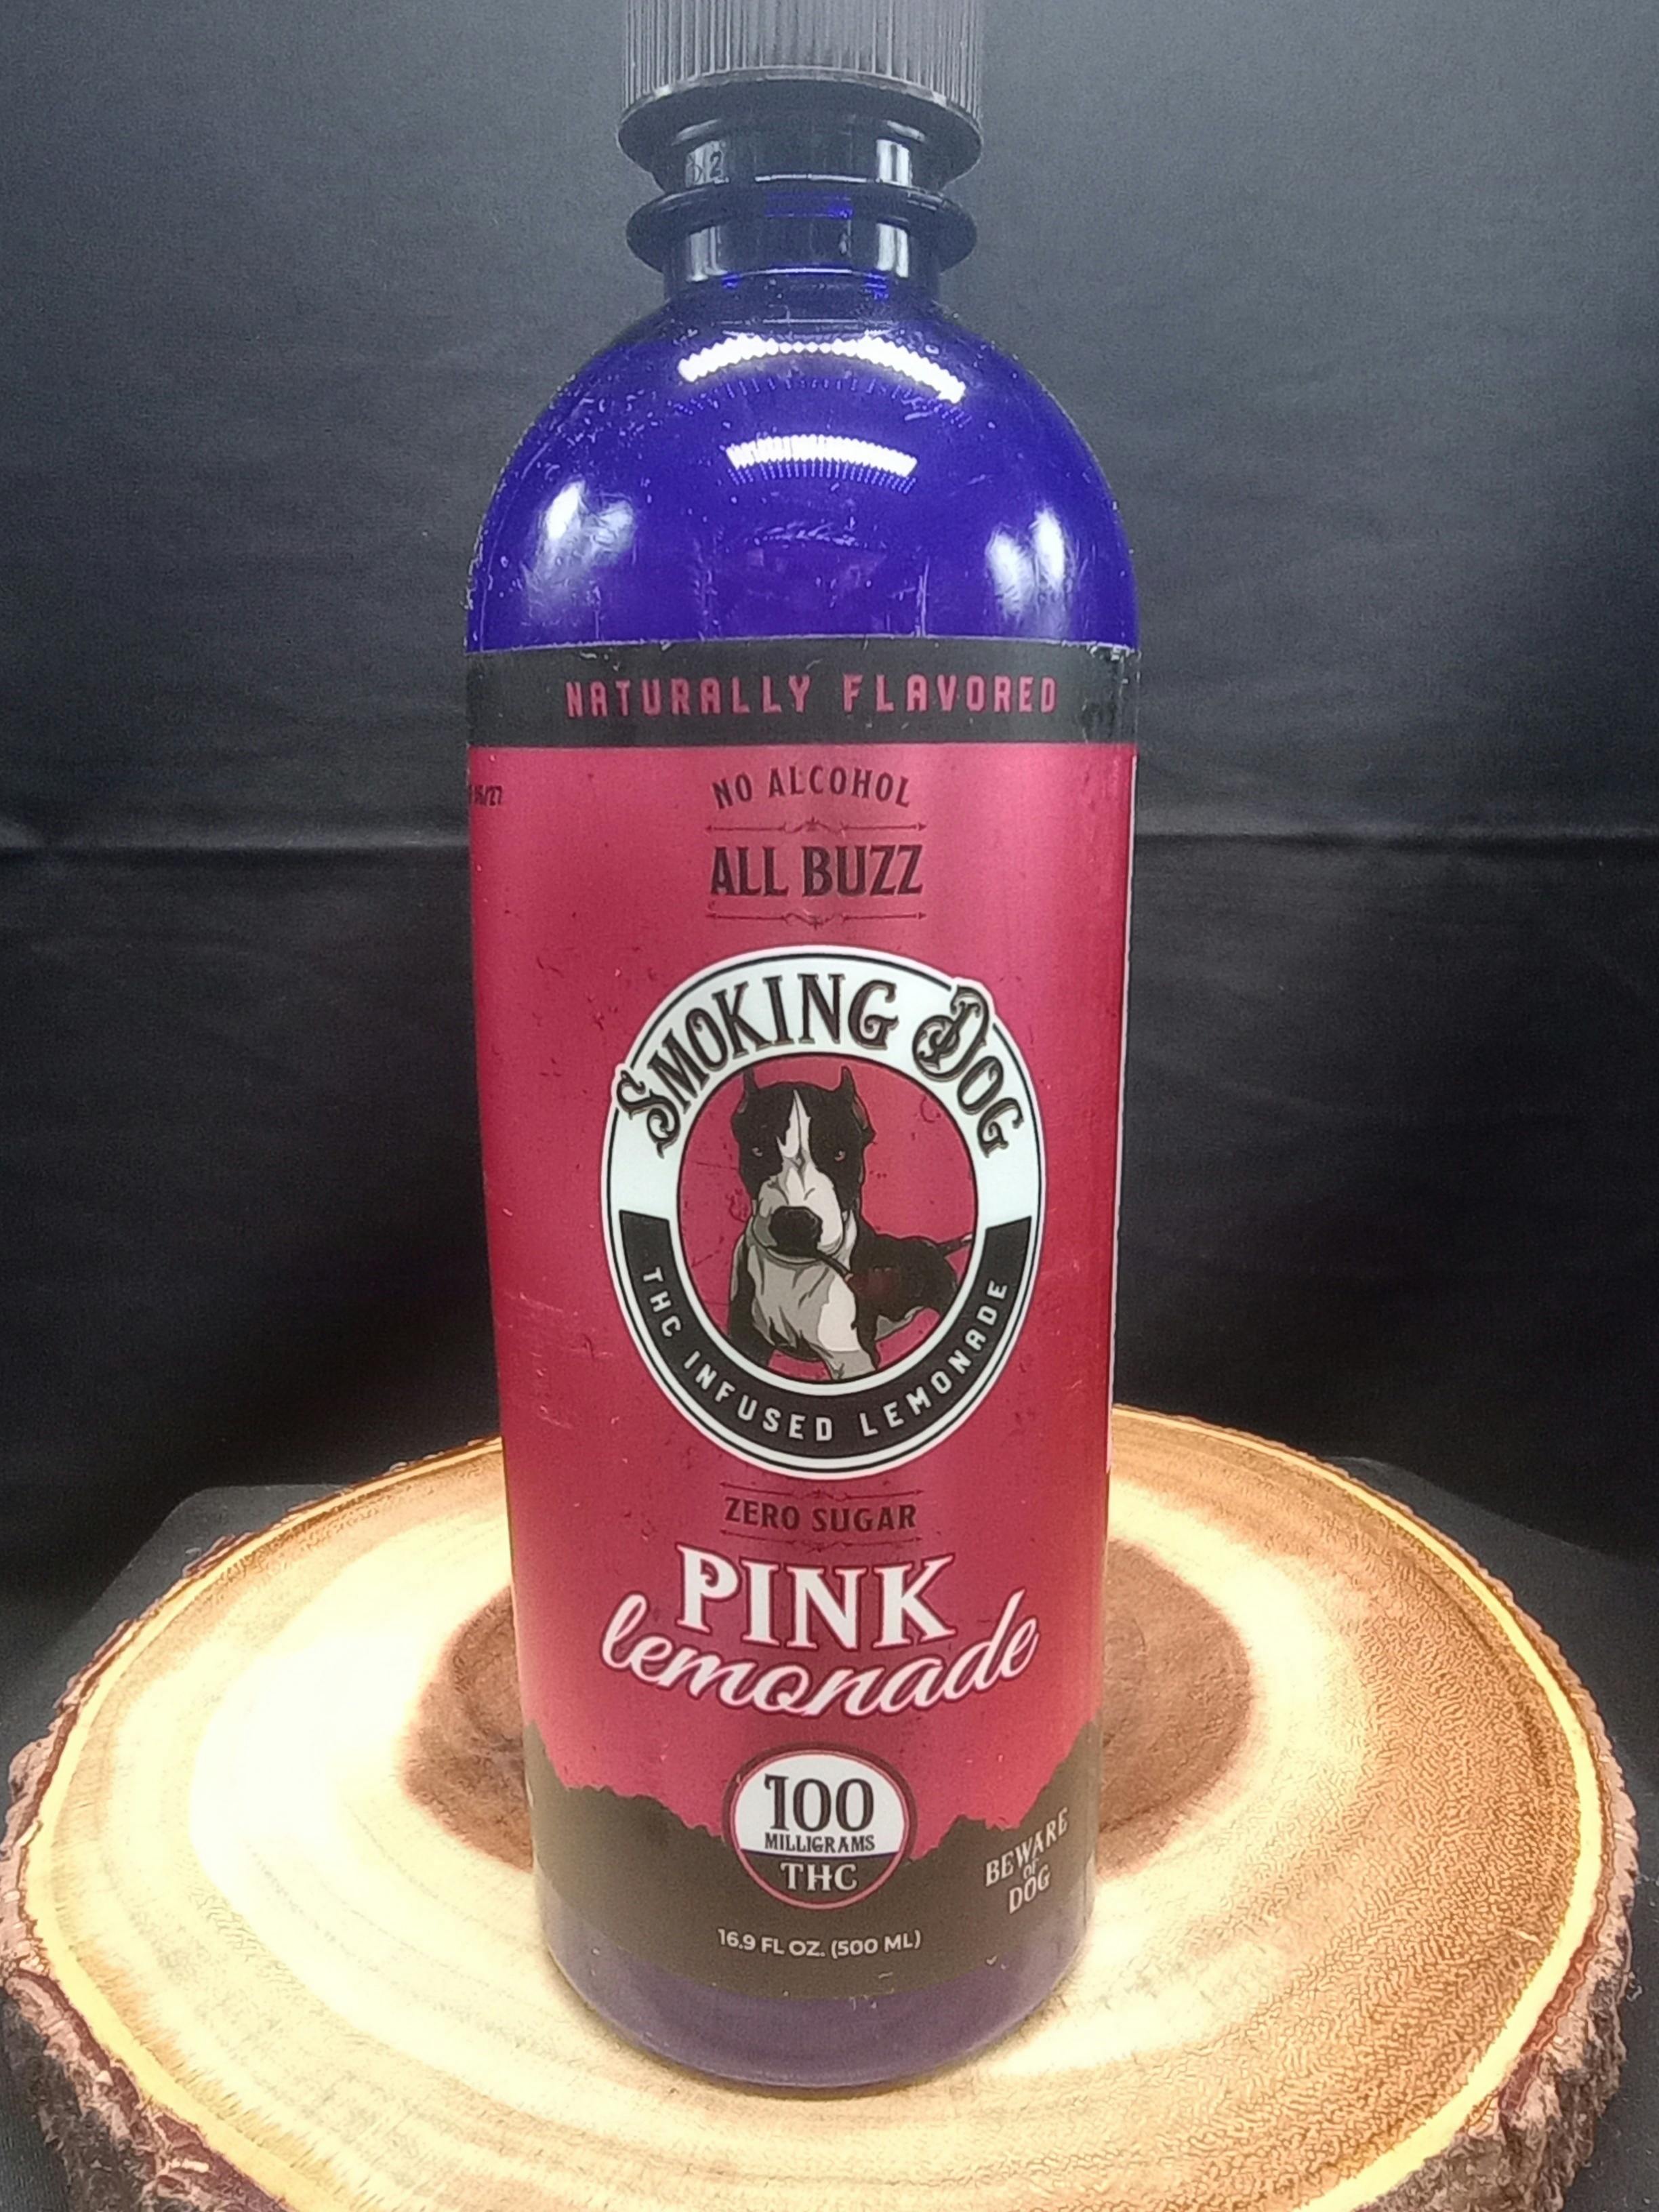 NATURALLY FLAVORED
NO ALCOHOL
ALL BUZZ
SMOKING DOG
THC INFUSED LEMONADE
ZERO SUGAR
PINK
lemonade
100
MILLIGRAMS
THC
BEWARE
OF
DOG
16.9 FL OZ. (500 ML)